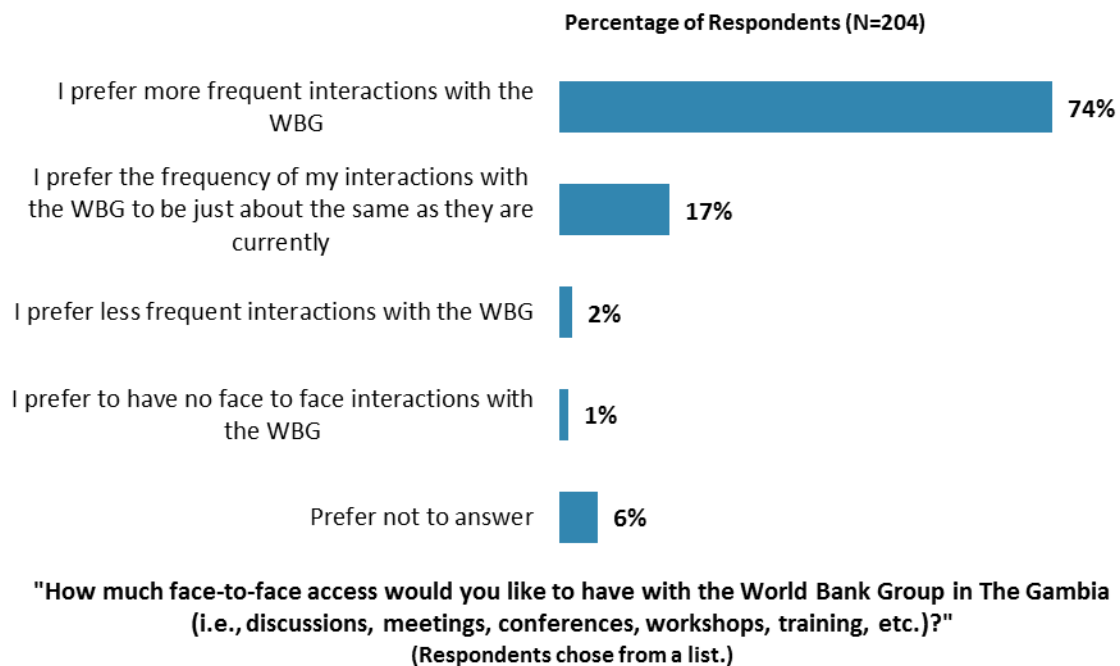 Percentage of Respondents (N=204)
I prefer more frequent interactions with the
WBG
74%
I prefer the frequency of my interactions with
the WBG to be just about the same as they are
currently
17%
I prefer less frequent interactions with the WBG
2%
I prefer to have no face to face interactions with
the WBG
1%
Prefer not to answer
6%
"How much face-to-face access would you like to have with the World Bank Group in The Gambia
(i.e., discussions, meetings, conferences, workshops, training, etc.)?"
(Respondents chose from a list.)